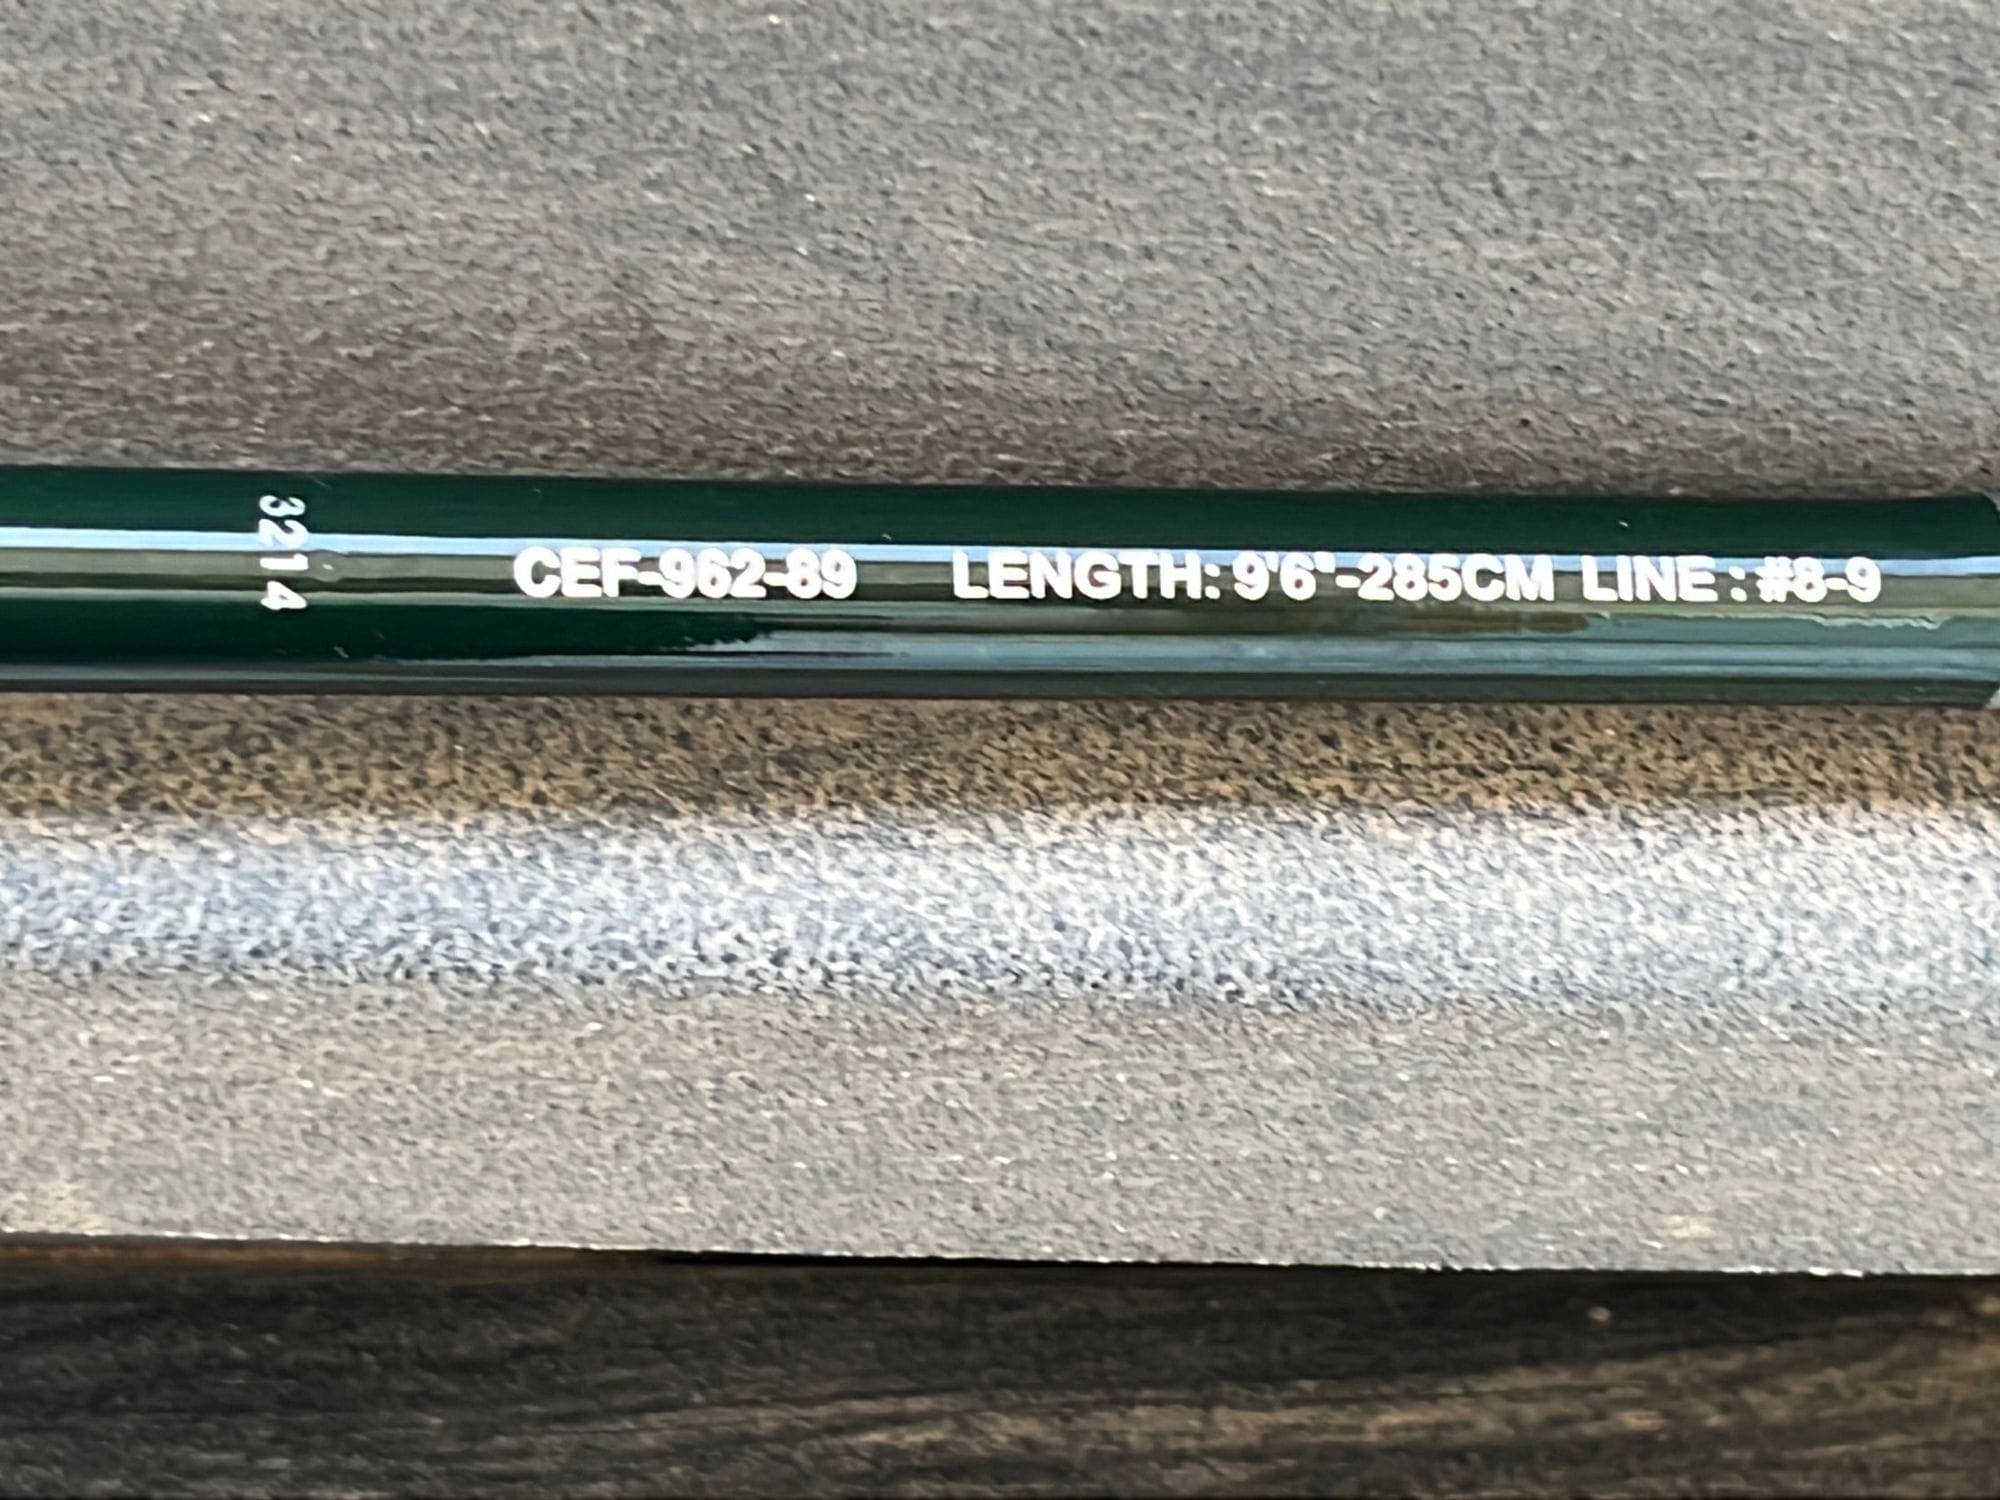 3214
CEF-962-89 LENGTH: 9'6"-285CM LINE : #8-9